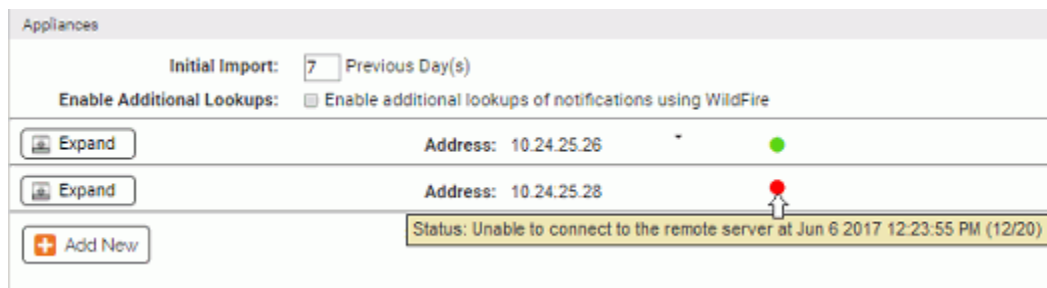 Appliances
Initial Import: 7 Previous Day(s)
Enable Additional Lookups: Enable additional lookups of notifications using WildFire
Expand Address: 10.24.25.26
Expand Address: 10.24.25.28
Status: Unable to connect to the remote server at Jun 6 2017 12:23:55 PM (12/20)
Add New